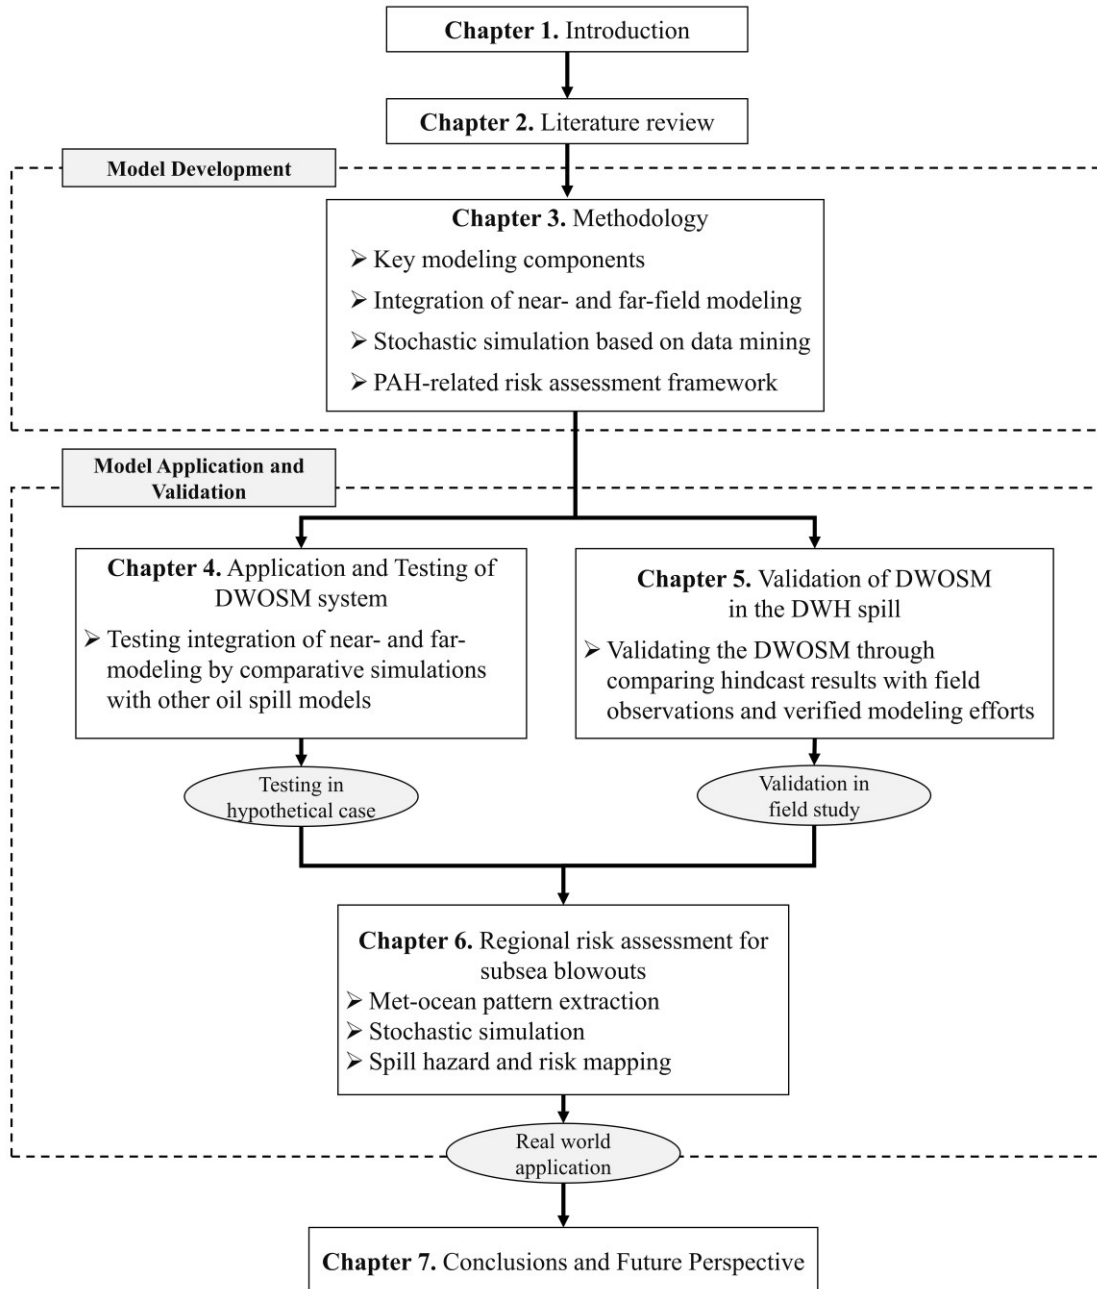 Chapter 1. Introduction
Chapter 2. Literature review
Model Development
Chapter 3. Methodology
➢ Key modeling components
➢ Integration of near- and far-field modeling
➢ Stochastic simulation based on data mining
➢ PAH-related risk assessment framework
Model Application and
Validation
Chapter 4. Application and Testing of
DWOSM system
➢ Testing integration of near- and far-
modeling by comparative simulations
with other oil spill models
Chapter 5. Validation of DWOSM
in the DWH spill
➢ Validating the DWOSM through
comparing hindcast results with field
observations and verified modeling efforts
Testing in
hypothetical case
Validation in
field study
Chapter 6. Regional risk assessment for
subsea blowouts
➢ Met-ocean pattern extraction
➢ Stochastic simulation
➢ Spill hazard and risk mapping
Real world
application
Chapter 7. Conclusions and Future Perspective